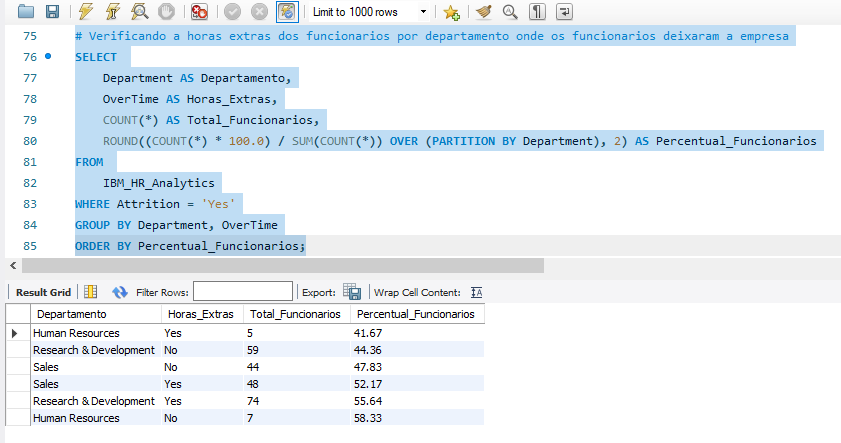 Limit to 1000 rows
75 # Verificando a horas extras dos funcionarios por departamento onde os funcionarios deixaram a empresa
76 SELECT
77 Department AS Departamento,
78 OverTime AS Horas_Extras,
79 COUNT(*) AS Total_Funcionarios,
80 ROUND((COUNT(*) * 100.0) / SUM(COUNT(*)) OVER (PARTITION BY Department), 2) AS Percentual_Funcionarios
81 FROM
82 IBM_HR_Analytics
83 WHERE Attrition = 'Yes'
84 GROUP BY Department, OverTime
85 ORDER BY Percentual_Funcionarios;
Result Grid Filter Rows: Export: Wrap Cell Content: IA
Departamento Horas_Extras Total_Funcionarios Percentual_Funcionarios
Human Resources Yes 5 41.67
Research & Development No 59 44.36
Sales No 44 47.83
Sales Yes 48 52.17
Research & Development Yes 74 55.64
Human Resources No 7 58.33